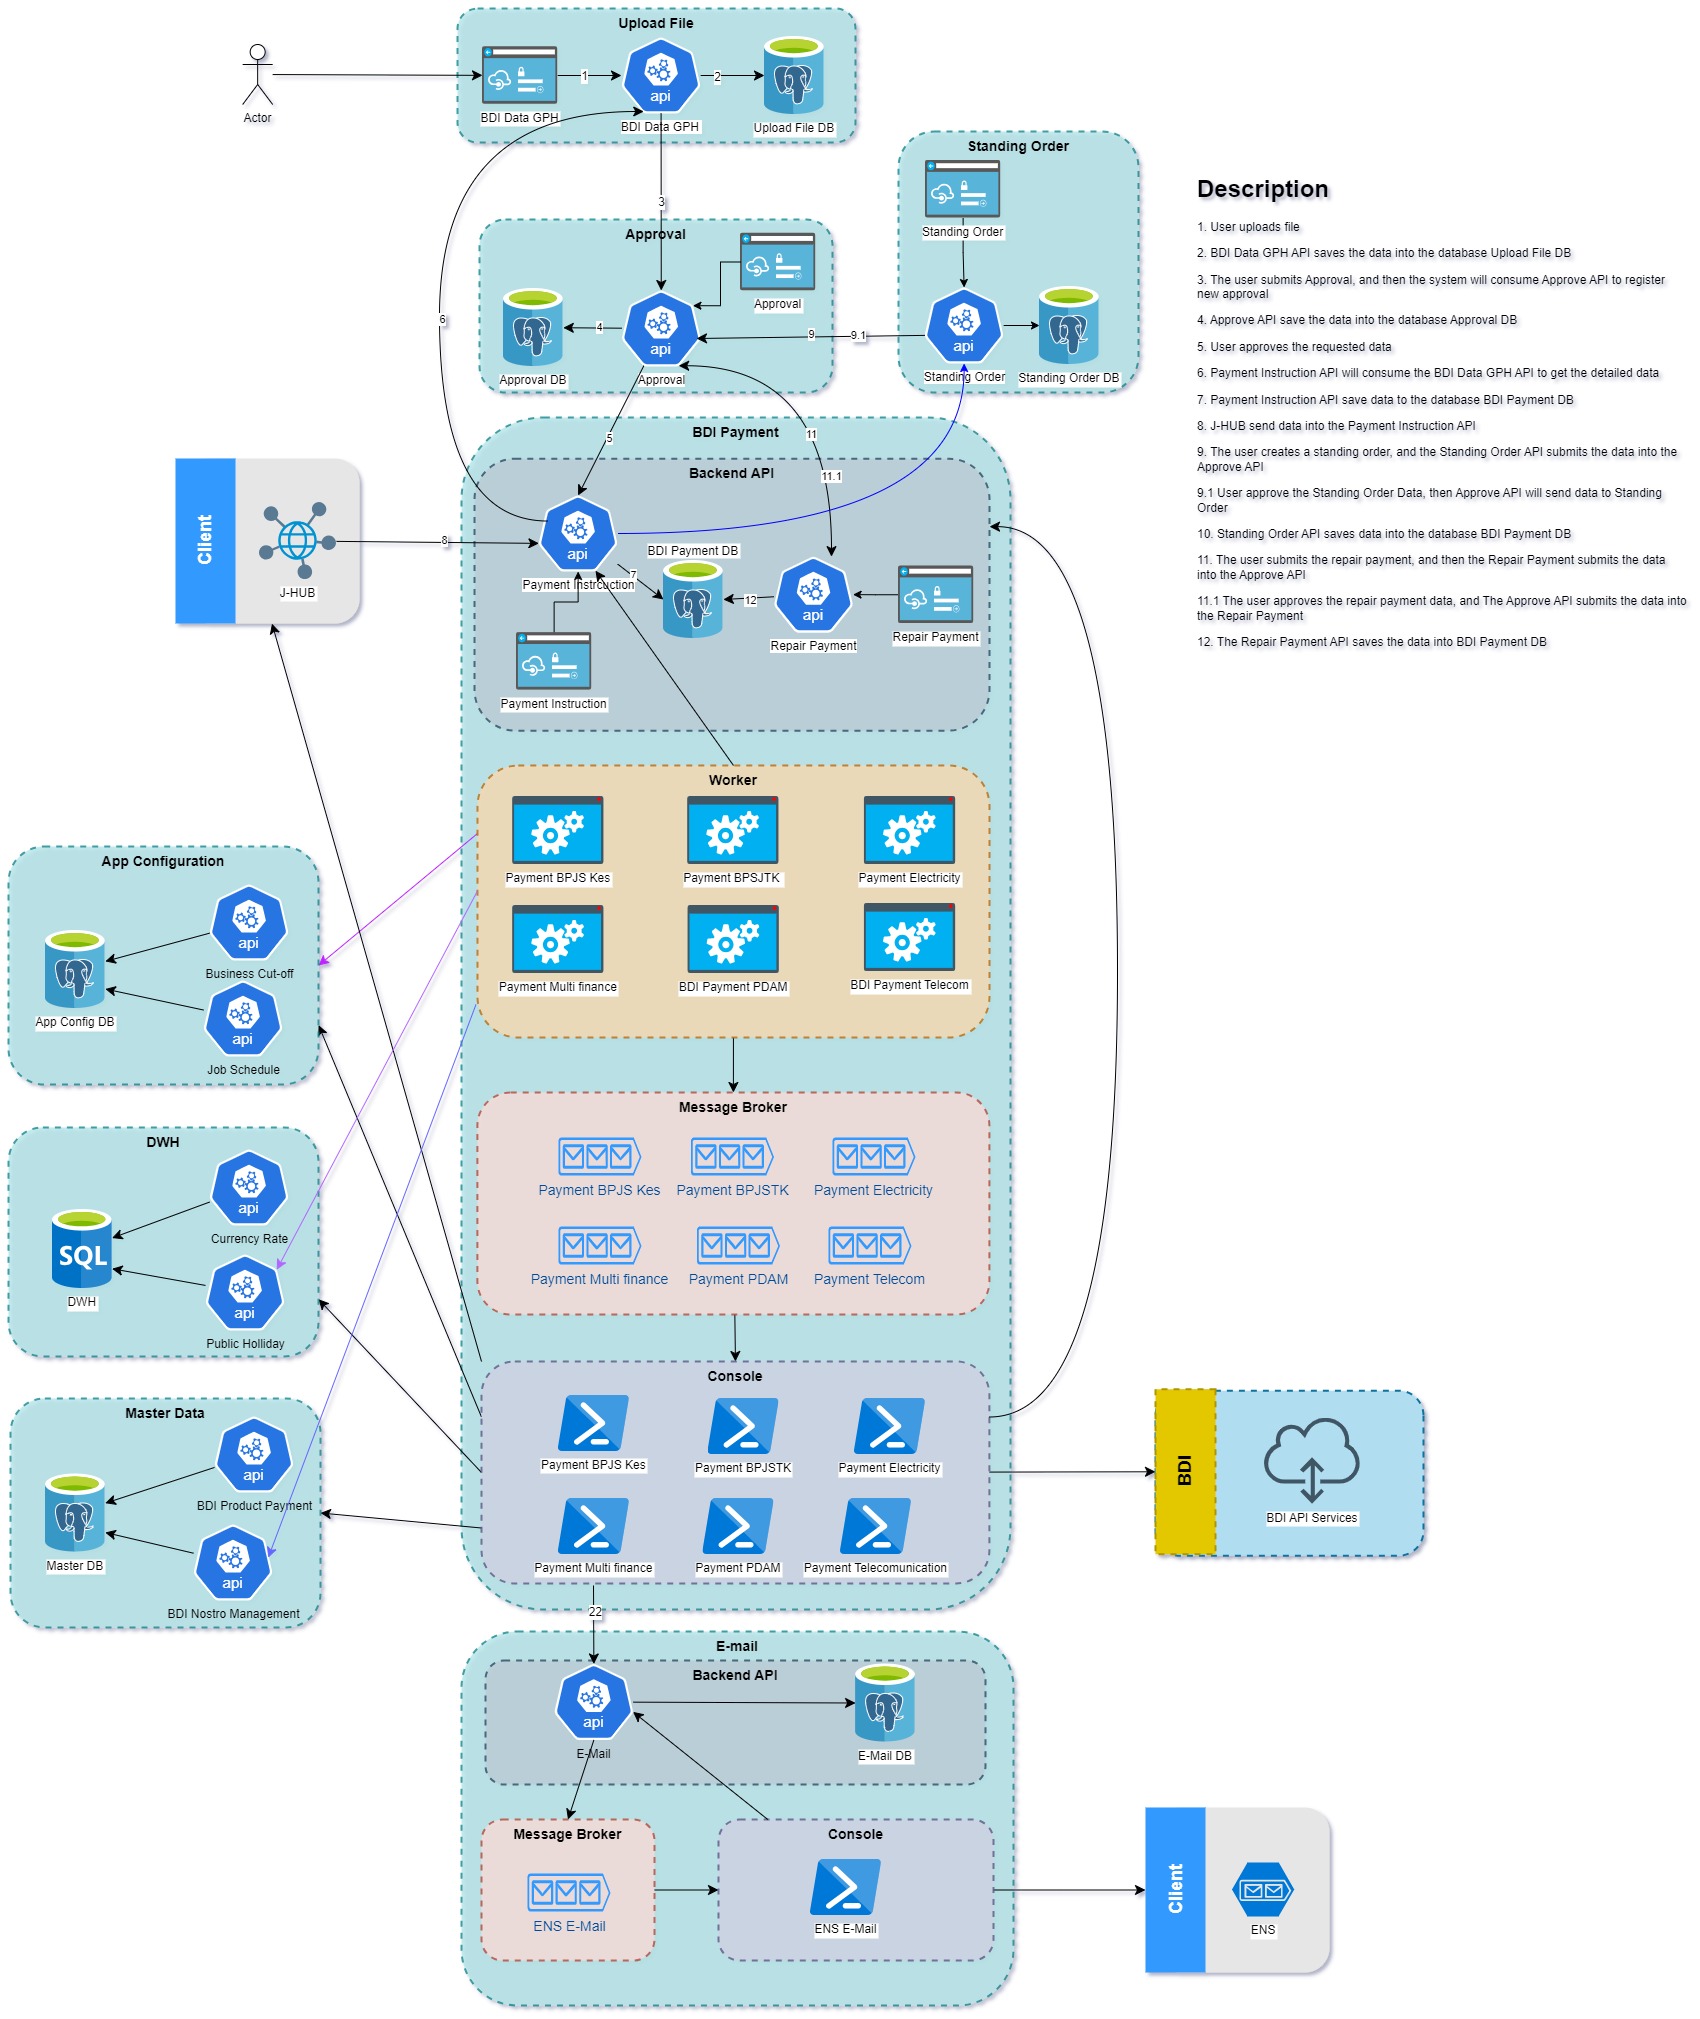 Upload File
Actor
BDI Data GPH
1
api
BDI Data GPH
2
Upload File DB
Standing Order
Standing Order
api
Standing Order
Standing Order DB
3
Approval
Approval
Approval DB
4
api
Approval
9
9.1
6
5
11
11.1
Description
1. User uploads file
2. BDI Data GPH API saves the data into the database Upload File DB
3. The user submits Approval, and then the system will consume Approve API to register
new approval
4. Approve API save the data into the database Approval DB
5. User approves the requested data
6. Payment Instruction API will consume the BDI Data GPH API to get the detailed data
7. Payment Instruction API save data to the database BDI Payment DB
8. J-HUB send data into the Payment Instruction API
9. The user creates a standing order, and the Standing Order API submits the data into the
Approve API
9.1 User approve the Standing Order Data, then Approve API will send data to Standing
Order
10. Standing Order API saves data into the database BDI Payment DB
11. The user submits the repair payment, and then the Repair Payment submits the data
into the Approve API
11.1 The user approves the repair payment data, and The Approve API submits the data into
the Repair Payment
12. The Repair Payment API saves the data into BDI Payment DB
BDI Payment
Backend API
Client
J-HUB
8
api
Payment Instrcuction
7
BDI Payment DB
12
api
Repair Payment
Repair Payment
Payment Instruction
Worker
Payment BPJS Kes
Payment BPSJTK
Payment Electricity
Payment Multi finance
BDI Payment PDAM
BDI Payment Telecom
App Configuration
api
Business Cut-off
App Config DB
api
Job Schedule
Message Broker
Payment BPJS Kes
Payment BPJSTK
Payment Electricity
Payment Multi finance
Payment PDAM
Payment Telecom
DWH
api
Currency Rate
SQL
DWH
api
Public Holliday
Console
Payment BPJS Kes
Payment BPJSTK
Payment Electricity
Payment Multi finance
Payment PDAM
Payment Telecomunication
Master Data
api
BDI Product Payment
Master DB
api
BDI Nostro Management
BDI
BDI API Services
22
E-mail
Backend API
api
E-Mail
E-Mail DB
Message Broker
ENS E-Mail
Console
ENS E-Mail
Client
ENS